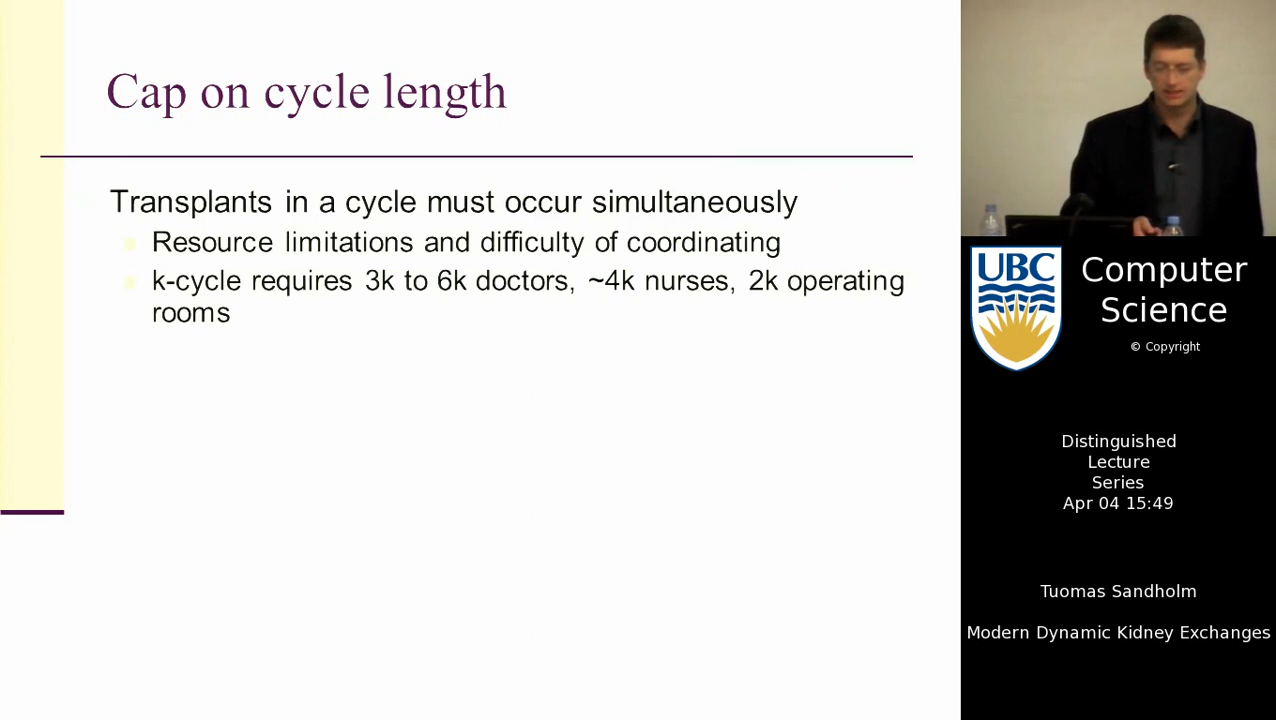 Cap on cycle length
Transplants in a cycle must occur simultaneously
Resource limitations and difficulty of coordinating
k-cycle requires 3k to 6k doctors, ~4k nurses, 2k operating
rooms
UBC
Computer
Science
© Copyright
Distinguished
Lecture
Series
Apr 04 15:49
Tuomas Sandholm
Modern Dynamic Kidney Exchanges